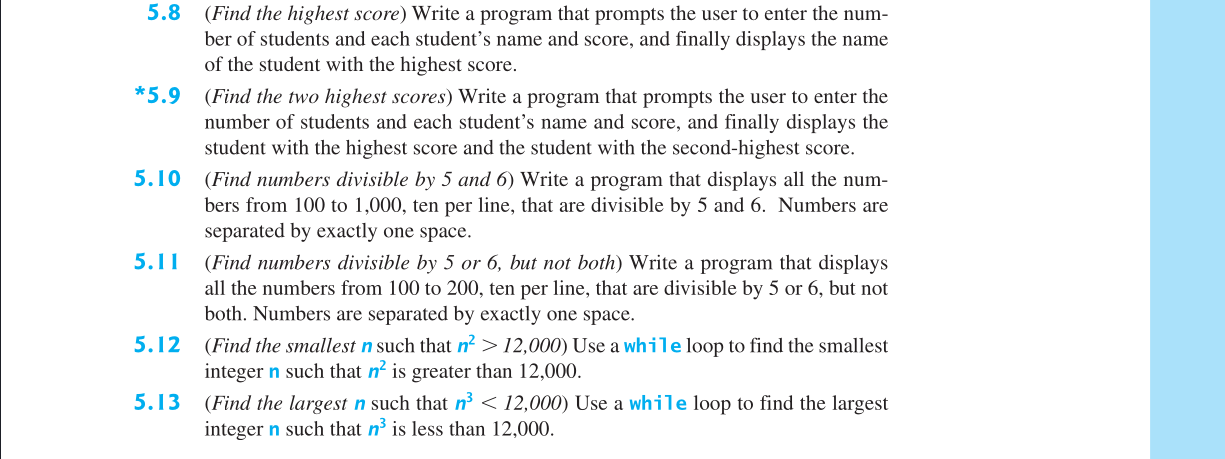 5.8 (Find the highest score) Write a program that prompts the user to enter the num-
ber of students and each student's name and score, and finally displays the name
of the student with the highest score.
*5.9 (Find the two highest scores) Write a program that prompts the user to enter the
number of students and each student's name and score, and finally displays the
student with the highest score and the student with the second-highest score.
5.10 (Find numbers divisible by 5 and 6) Write a program that displays all the num-
bers from 100 to 1,000, ten per line, that are divisible by 5 and 6. Numbers are
separated by exactly one space.
5.11 (Find numbers divisible by 5 or 6, but not both) Write a program that displays
all the numbers from 100 to 200, ten per line, that are divisible by 5 or 6, but not
both. Numbers are separated by exactly one space.
5.12 (Find the smallest n such that n² > 12,000) Use a while loop to find the smallest
integer n such that n² is greater than 12,000.
5.13 (Find the largest n such that n³ < 12,000) Use a while loop to find the largest
integer n such that n³ is less than 12,000.